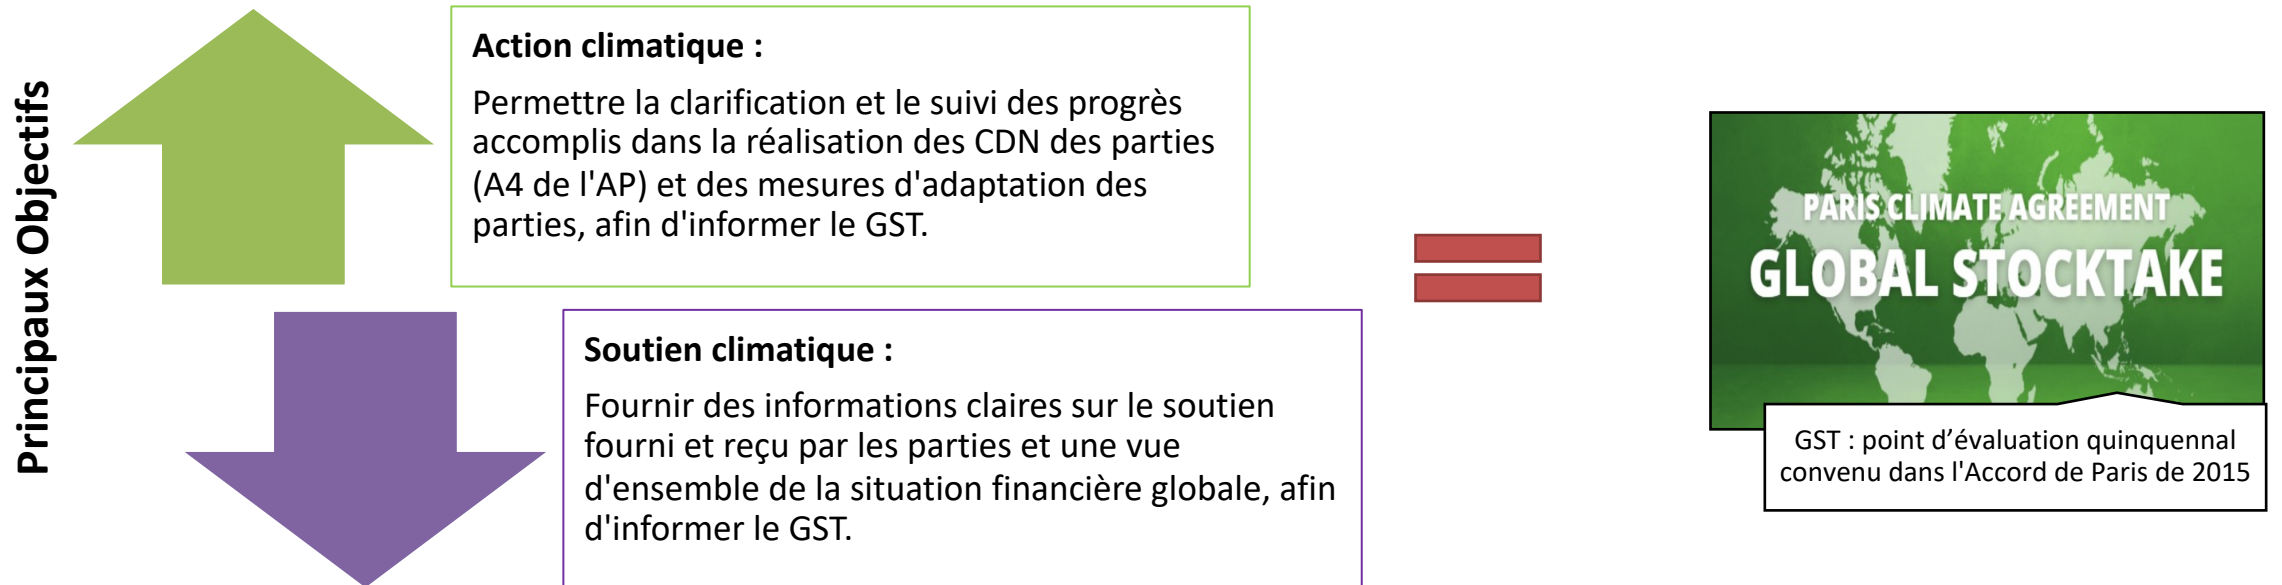 Principaux Objectifs
Action climatique :
Permettre la clarification et le suivi des progrès
accomplis dans la réalisation des CDN des parties
(A4 de l'AP) et des mesures d'adaptation des
parties, afin d'informer le GST.
Soutien climatique :
Fournir des informations claires sur le soutien
fourni et reçu par les parties et une vue
d'ensemble de la situation financière globale, afin
d'informer le GST.
PARIS CLIMATE AGREEMENT
GLOBAL STOCKTAKE
GST : point d’évaluation quinquennal
convenu dans l'Accord de Paris de 2015